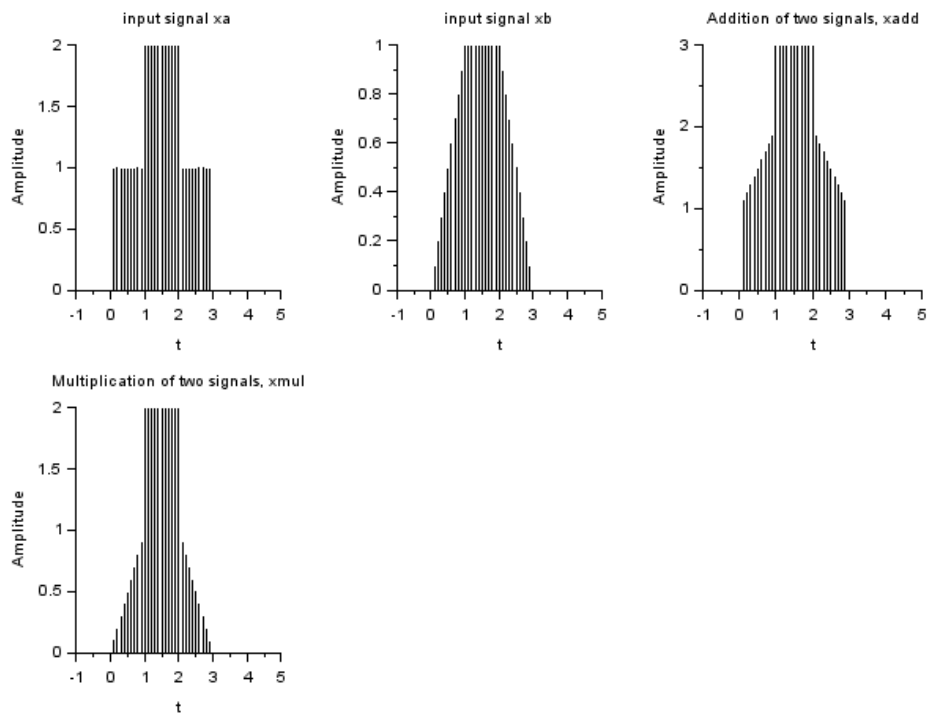 input signal xa
2
1.5
1
0.5
0
Amplitude
-1 0 1 2 3 4 5
t
input signal xb
1
0.8
0.6
0.4
0.2
0
Amplitude
-1 0 1 2 3 4 5
t
Addition of two signals, xadd
3
2
1
0
Amplitude
-1 0 1 2 3 4 5
t
Multiplication of two signals, xmul
2
1.5
1
0.5
0
Amplitude
-1 0 1 2 3 4 5
t